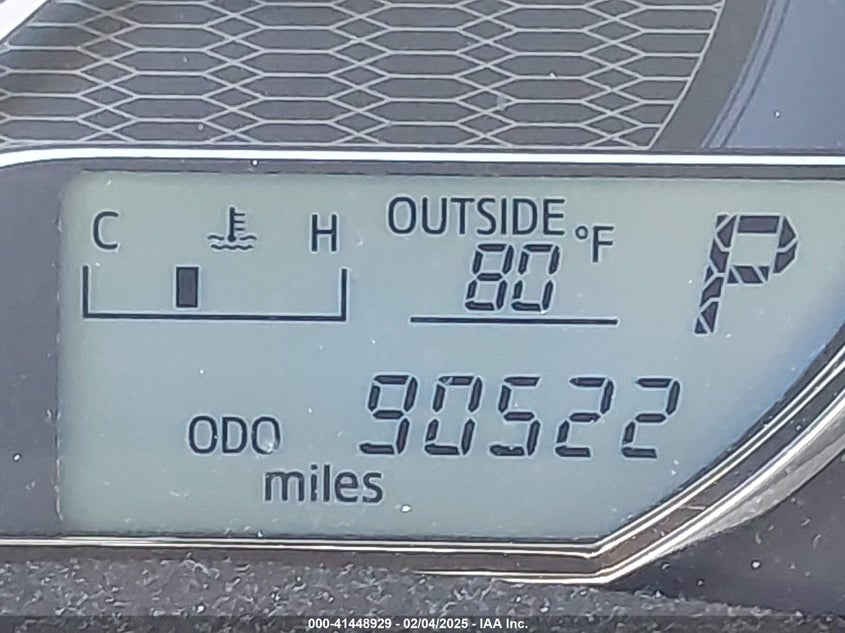 C H OUTSIDE °F P
80
ODO 90522
miles
000-41448929 - 02/04/2025 - IAA Inc.